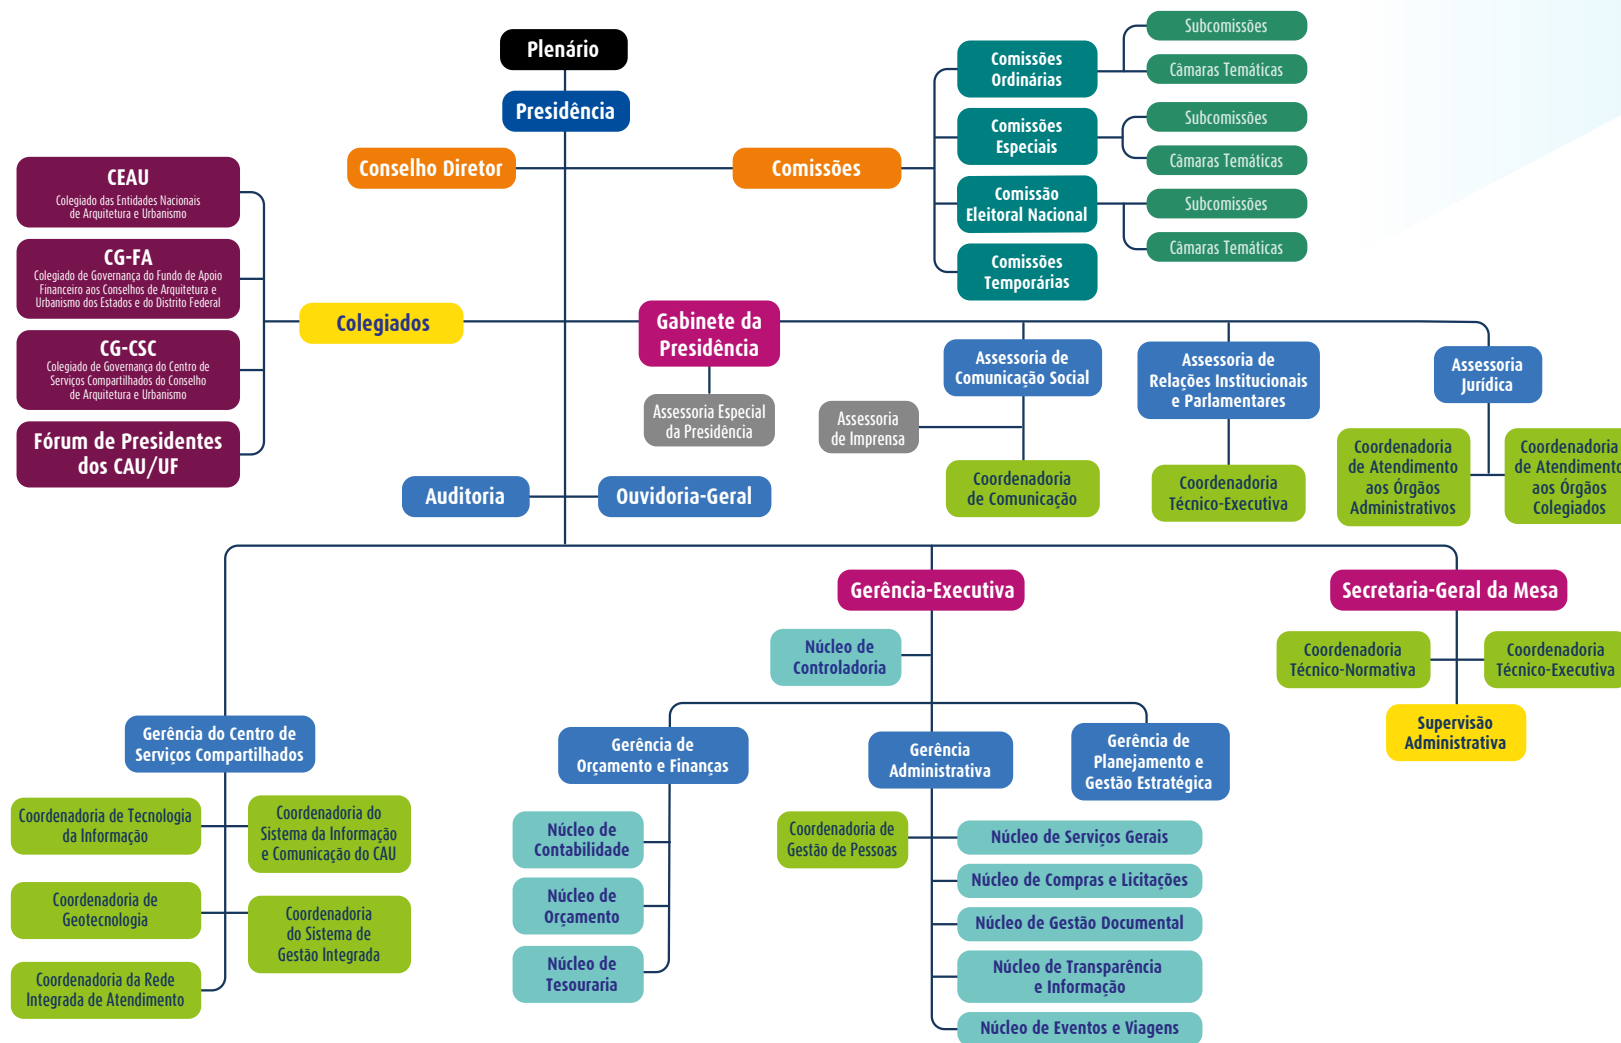 Plenário
Presidência
Conselho Diretor
Comissões
Comissões
Ordinárias
Subcomissões
Câmaras Temáticas
Comissões
Especiais
Subcomissões
Câmaras Temáticas
Comissão
Eleitoral Nacional
Subcomissões
Câmaras Temáticas
Comissões
Temporárias
CEAU
Colegiado das Entidades Nacionais
de Arquitetura e Urbanismo
CG-FA
Colegiado de Governança do Fundo de Apoio
Financeiro aos Conselhos de Arquitetura e
Urbanismo dos Estados e do Distrito Federal
CG-CSC
Colegiado de Governança do Centro de
Serviços Compartilhados do Conselho
de Arquitetura e Urbanismo
Fórum de Presidentes
dos CAU/UF
Colegiados
Gabinete da
Presidência
Assessoria Especial
da Presidência
Assessoria de
Comunicação Social
Assessoria
de Imprensa
Coordenadoria
de Comunicação
Assessoria de
Relações Institucionais
e Parlamentares
Coordenadoria
Técnico-Executiva
Assessoria
Jurídica
Coordenadoria
de Atendimento
aos Órgãos
Administrativos
Coordenadoria
de Atendimento
aos Órgãos
Colegiados
Auditoria
Ouvidoria-Geral
Gerência-Executiva
Núcleo de
Controladoria
Secretaria-Geral da Mesa
Coordenadoria
Técnico-Normativa
Coordenadoria
Técnico-Executiva
Supervisão
Administrativa
Gerência do Centro de
Serviços Compartilhados
Coordenadoria de Tecnologia
da Informação
Coordenadoria do
Sistema da Informação
e Comunicação do CAU
Coordenadoria de
Geotecnologia
Coordenadoria
do Sistema de
Gestão Integrada
Coordenadoria da Rede
Integrada de Atendimento
Gerência de
Orçamento e Finanças
Núcleo de
Contabilidade
Núcleo de
Orçamento
Núcleo de
Tesouraria
Gerência
Administrativa
Coordenadoria de
Gestão de Pessoas
Núcleo de Serviços Gerais
Núcleo de Compras e Licitações
Núcleo de Gestão Documental
Núcleo de Transparência
e Informação
Núcleo de Eventos e Viagens
Gerência de
Planejamento e
Gestão Estratégica